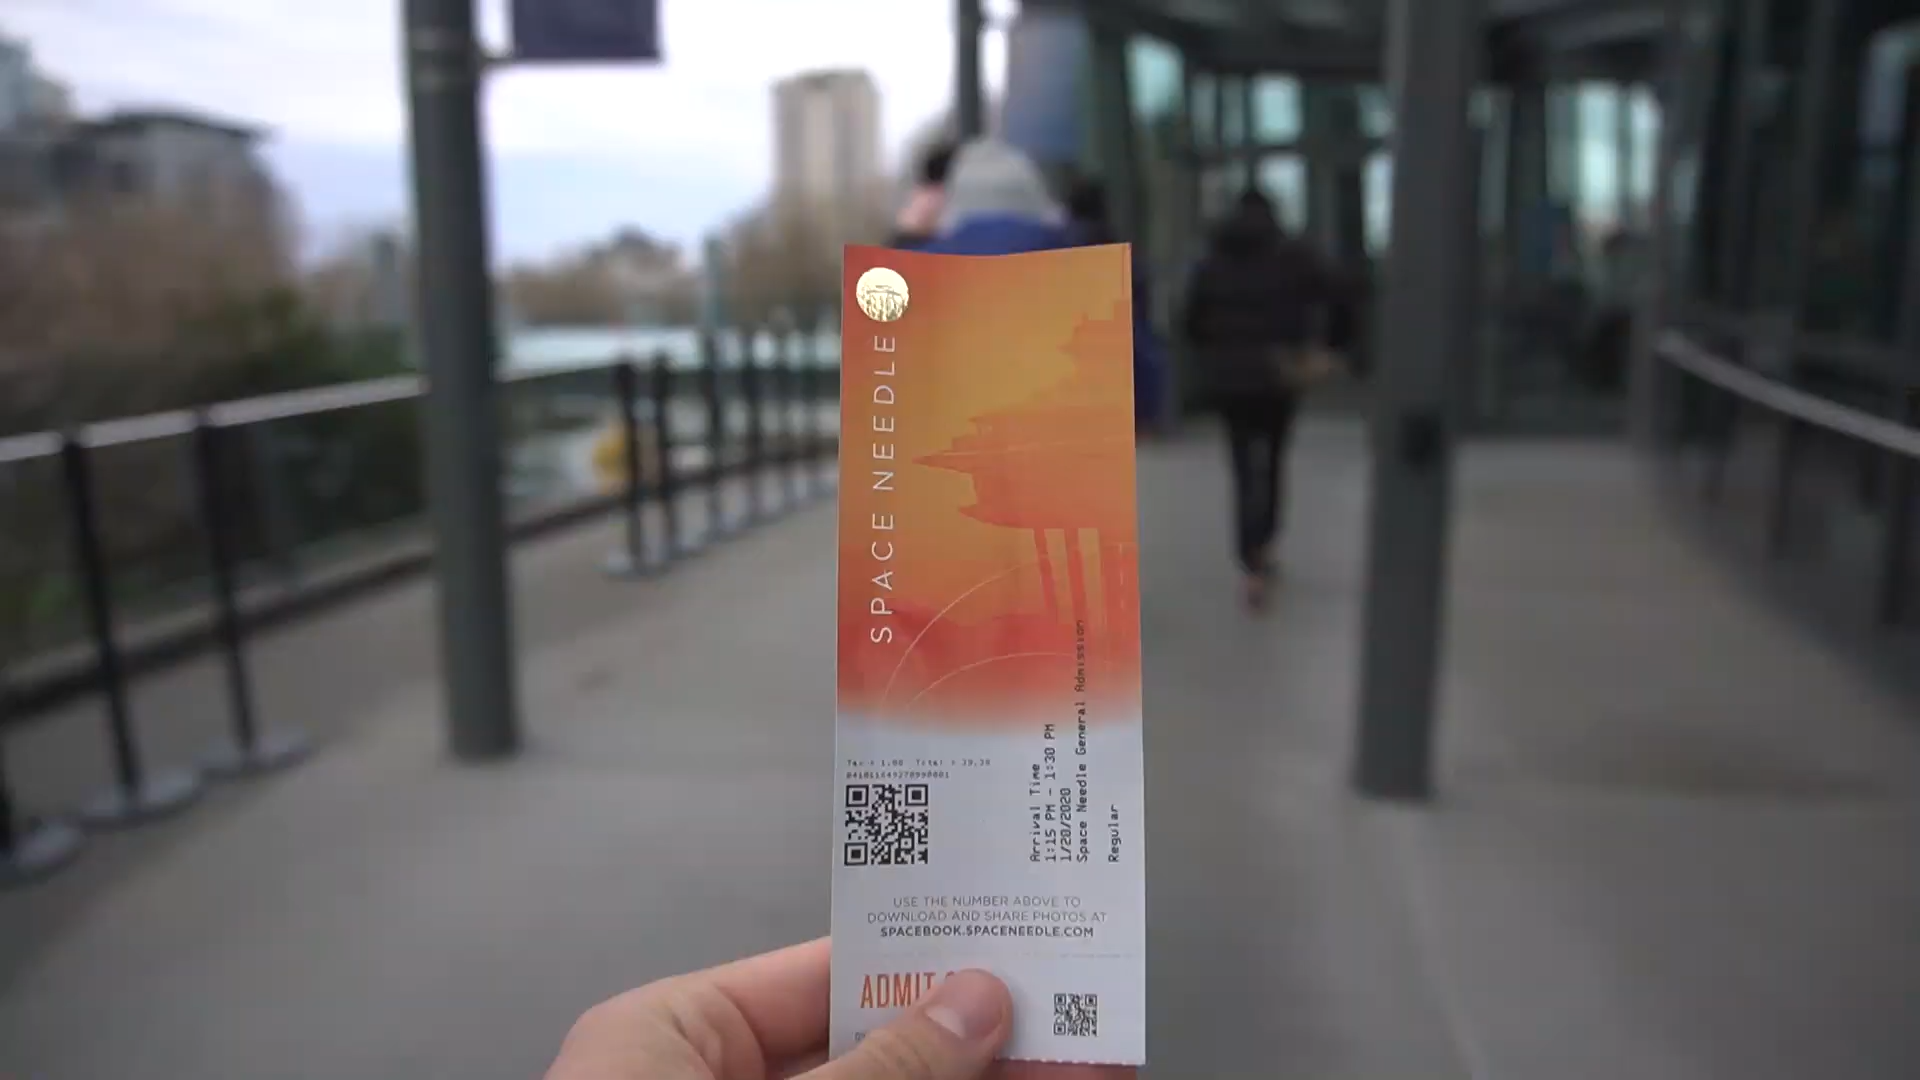 SPACE NEEDLE
Arrival Time
1:15 PM - 1:30 PM
1/20/2020
Space Needle General Admission
Regular
USE THE NUMBER ABOVE TO
DOWNLOAD AND SHARE PHOTOS AT
SPACEBOOK.SPACENEEDLE.COM
ADMIT